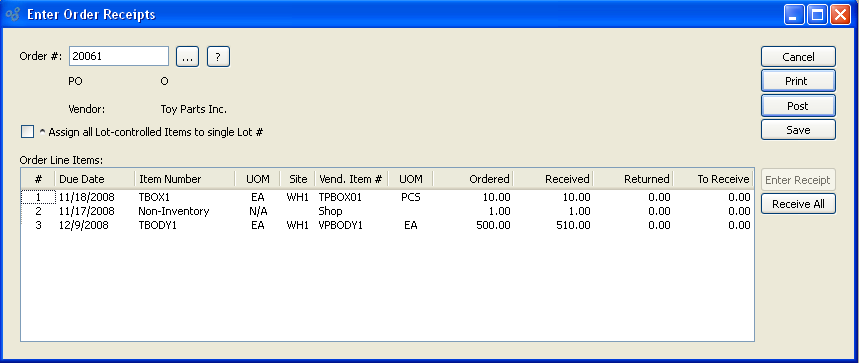 Enter Order Receipts
Order #: 20061 ... ? Cancel
PO O Print
Vendor: Toy Parts Inc. Post
^ Assign all Lot-controlled Items to single Lot # Save
Order Line Items:
# Due Date Item Number UOM Site Vend. Item # UOM Ordered Received Returned To Receive Enter Receipt
1 11/18/2008 TBOX1 EA WH1 TPBOX01 PCS 10.00 10.00 0.00 0.00
2 11/17/2008 Non-Inventory N/A Shop 1.00 1.00 0.00 0.00 Receive All
3 12/9/2008 TBODY1 EA WH1 VPBODY1 EA 500.00 510.00 0.00 0.00